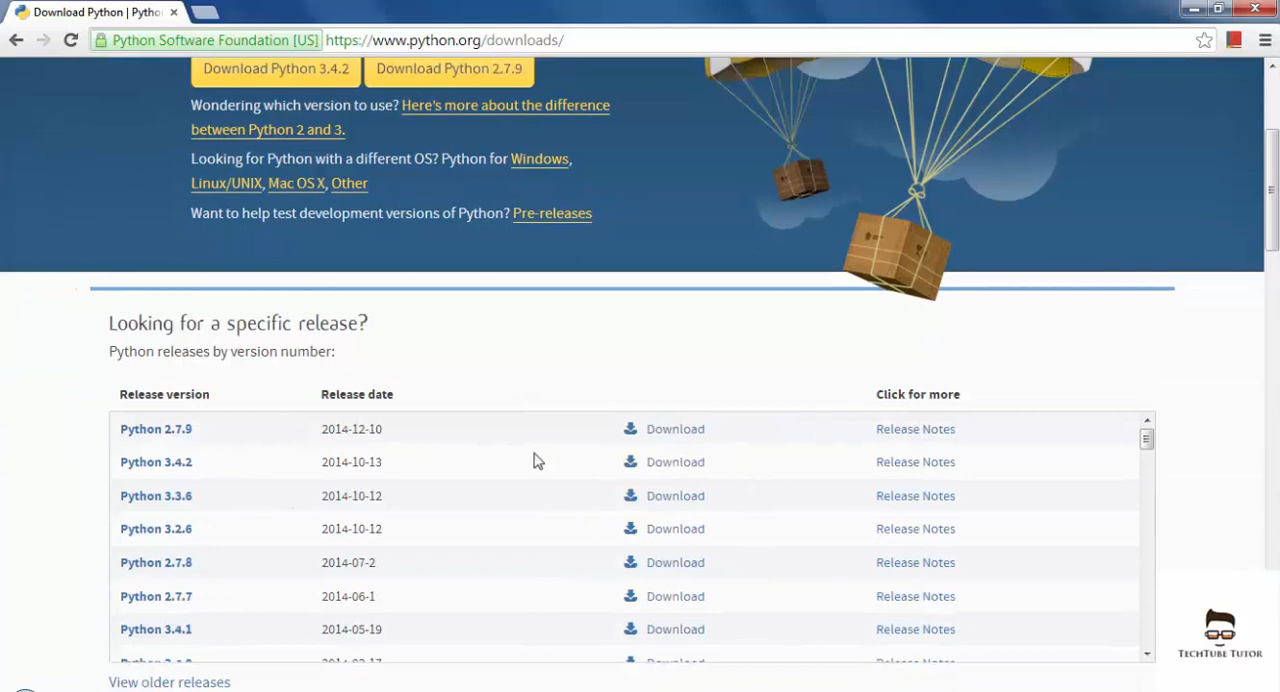 Download Python | Pytho
Python Software Foundation [US] https://www.python.org/downloads/
Download Python 3.4.2 Download Python 2.7.9
Wondering which version to use? Here's more about the difference
between Python 2 and 3.
Looking for Python with a different OS? Python for Windows,
Linux/UNIX, Mac OS X, Other
Want to help test development versions of Python? Pre-releases
Looking for a specific release?
Python releases by version number:
Release version Release date Click for more
Python 2.7.9 2014-12-10 Download Release Notes
Python 3.4.2 2014-10-13 Download Release Notes
Python 3.3.6 2014-10-12 Download Release Notes
Python 3.2.6 2014-10-12 Download Release Notes
Python 2.7.8 2014-07-2 Download Release Notes
Python 2.7.7 2014-06-1 Download Release Notes
Python 3.4.1 2014-05-19 Download Release Notes
View older releases
TECHTUBE TUTOR